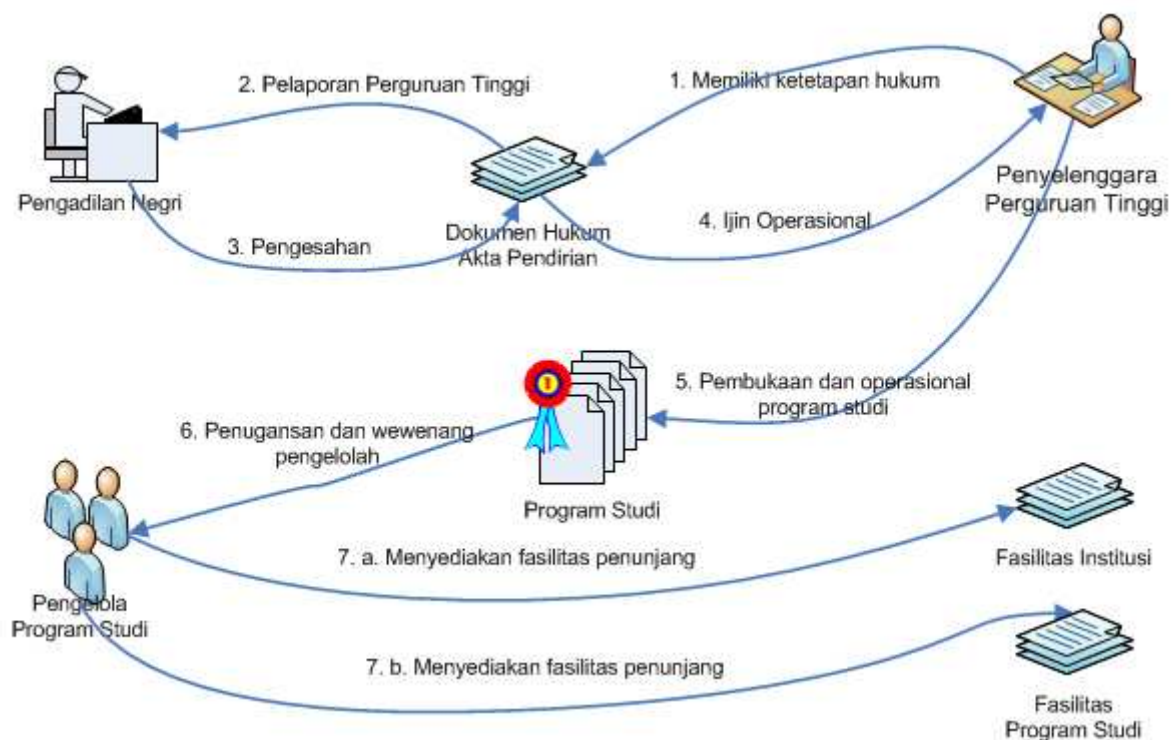 2. Pelaporan Perguruan Tinggi
1. Memiliki ketetapan hukum
Pengadilan Negri
Penyelenggara
Perguruan Tinggi
4. Ijin Operasional
3. Pengesahan
Dokumen Hukum
Akta Pendirian
5. Pembukaan dan operasional
program studi
6. Penugansan dan wewenang
pengelolah
1
Program Studi
7. a. Menyediakan fasilitas penunjang
Fasilitas Institusi
Pengelola
Program Studi
7. b. Menyediakan fasilitas penunjang
Fasilitas
Program Studi